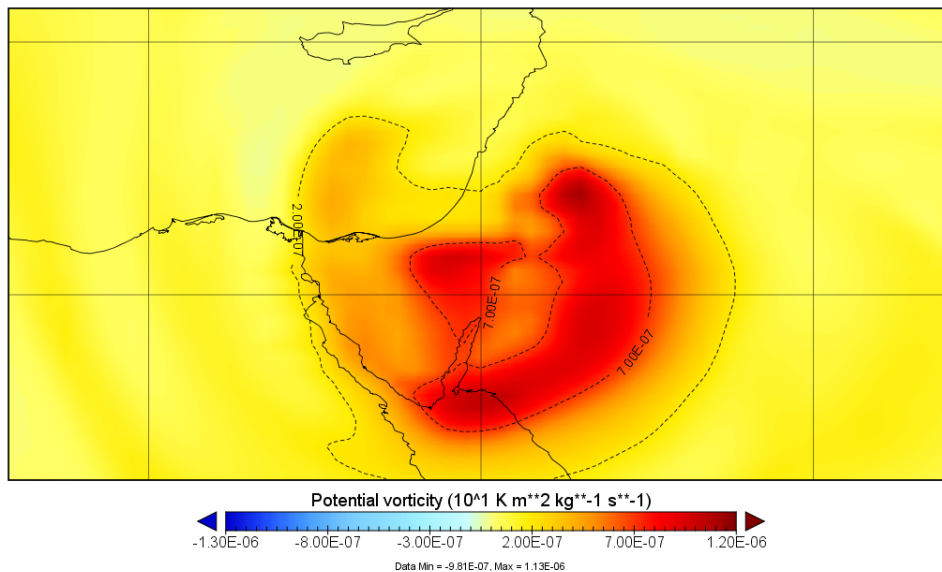 2.00E-07
7.00E-07
7.00E-07
Potential vorticity (10^1 K m**2 kg**-1 s**-1)
-1.30E-06 -8.00E-07 -3.00E-07 2.00E-07 7.00E-07 1.20E-06
Data Min = -9.81E-07, Max = 1.13E-06